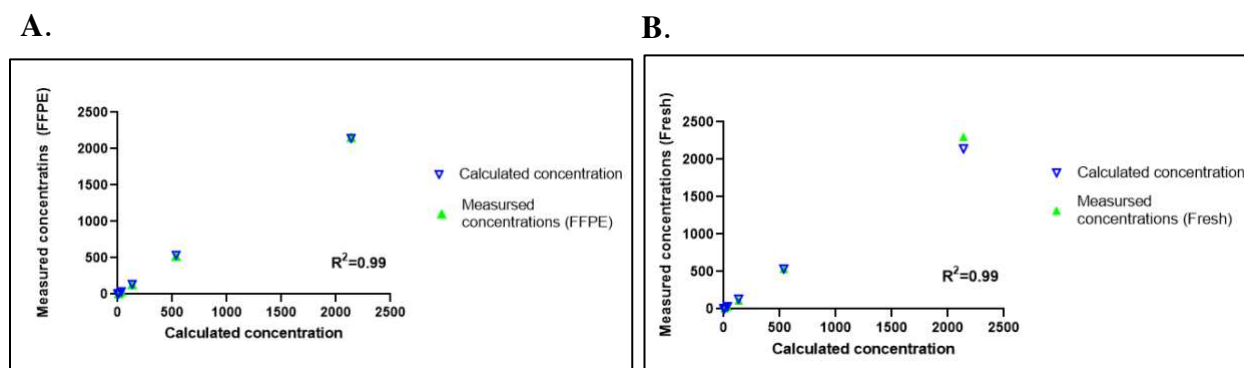 A.
Measured concentratins (FFPE)
2500
2000
1500
1000
500
0
0 500 1000 1500 2000 2500
Calculated concentration
Calculated concentration
Measursed
concentrations (FFPE)
R²=0.99
B.
Measured concentrations (Fresh)
2500
2000
1500
1000
500
0
0 500 1000 1500 2000 2500
Calculated concentration
Calculated concentration
Measursed
concentrations (Fresh)
R²=0.99